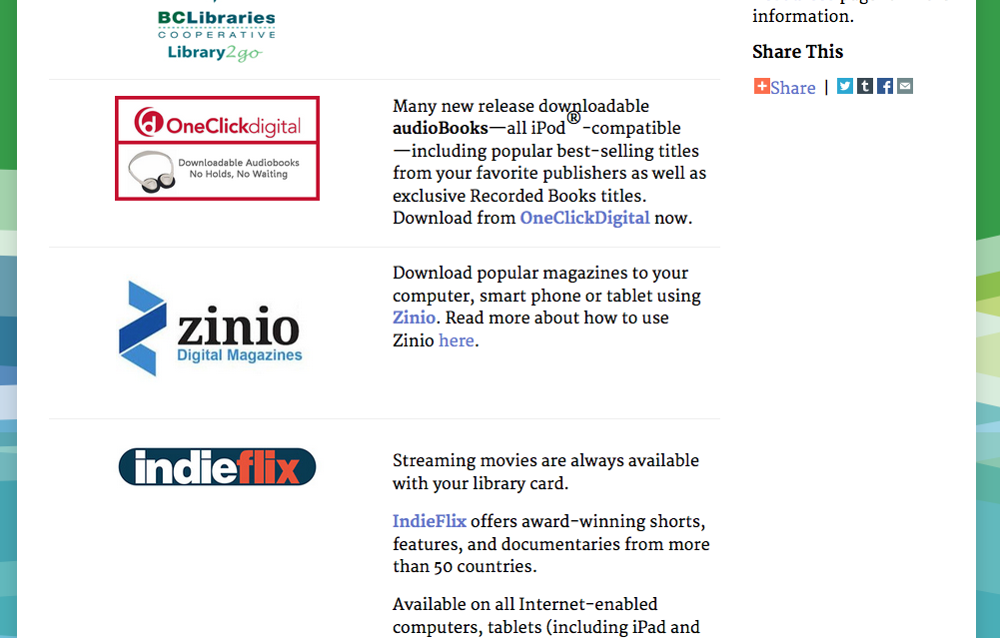 BCLibraries
COOPERATIVE
Library2go
OneClickdigital
Downloadable Audiobooks
No Holds, No Waiting
Many new release downloadable
audioBooks—all iPod®-compatible
—including popular best-selling titles
from your favorite publishers as well as
exclusive Recorded Books titles.
Download from OneClickDigital now.
zinio
Digital Magazines
Download popular magazines to your
computer, smart phone or tablet using
Zinio. Read more about how to use
Zinio here.
indieflix
Streaming movies are always available
with your library card.
IndieFlix offers award-winning shorts,
features, and documentaries from more
than 50 countries.
Available on all Internet-enabled
computers, tablets (including iPad and
information.
Share This
Share |